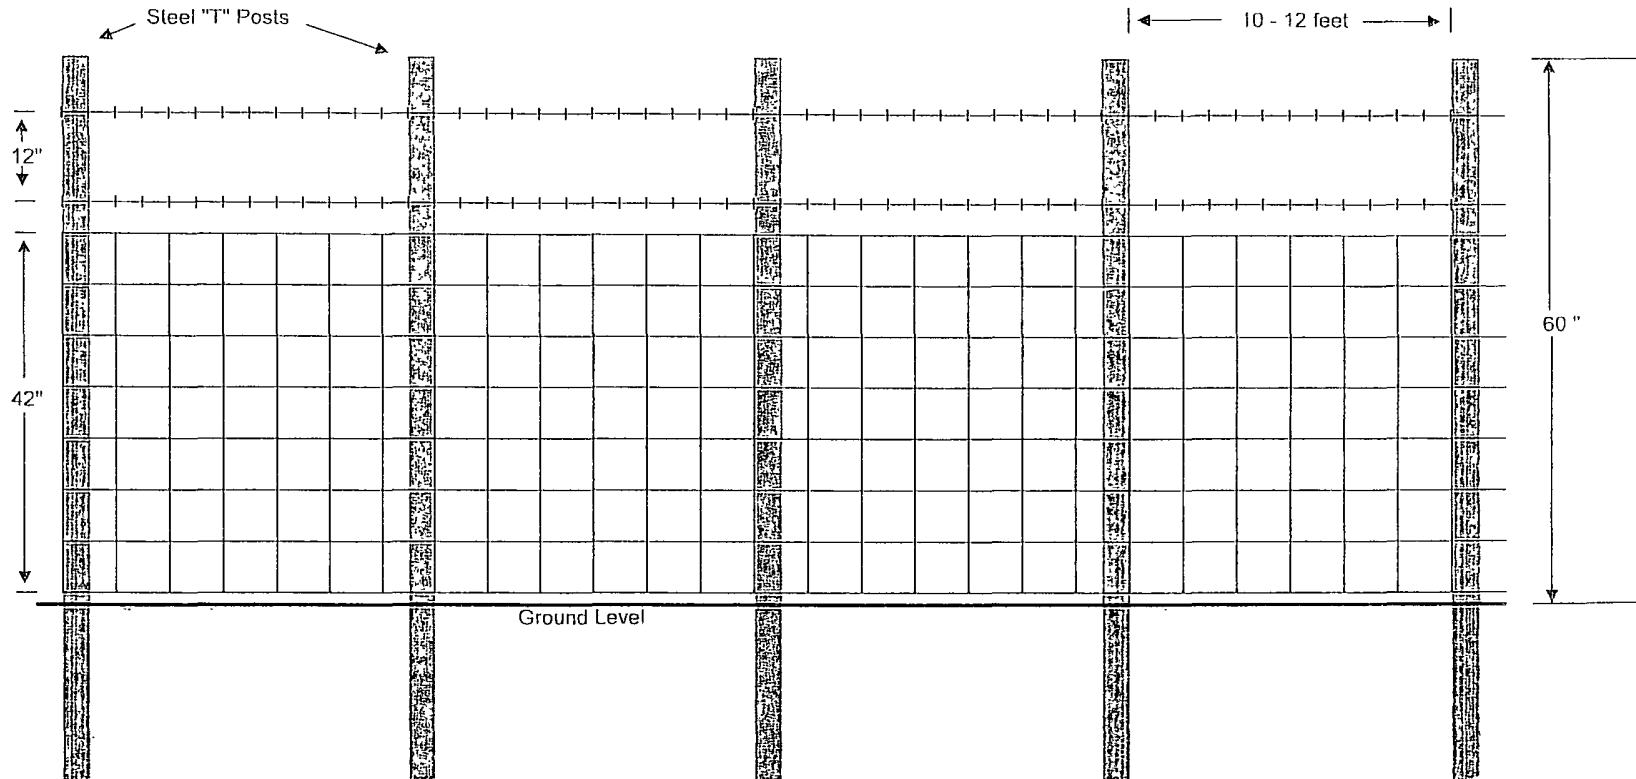 Steel "T" Posts
10 - 12 feet
12"
42"
60 "
Ground Level